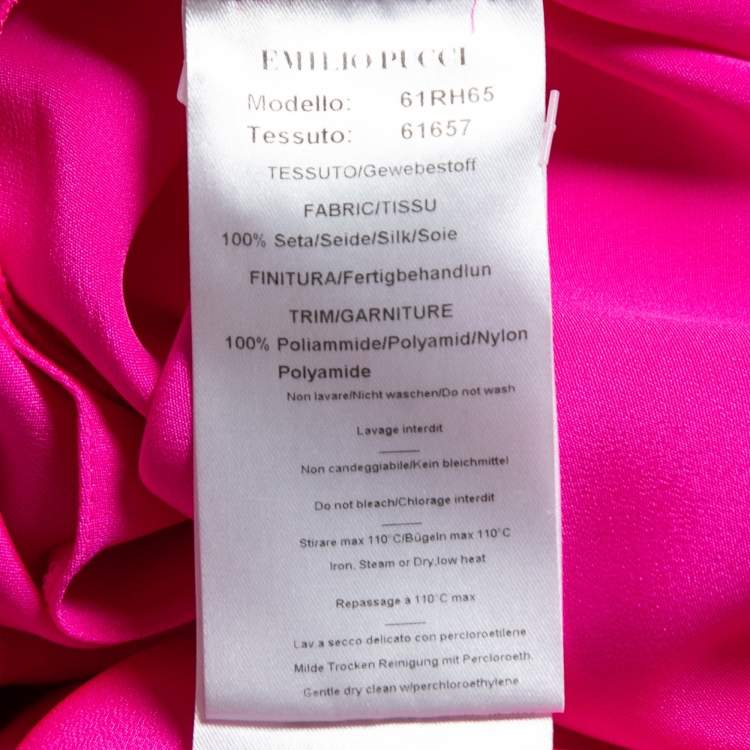 EMILIO PUCCI
Modello: 61RH65
Tessuto: 61657
TESSUTO/Gewebestoff
FABRIC/TISSU
100% Seta/Seide/Silk/Soie
FINITURA/Fertigbehandlun
TRIM/GARNITURE
100% Poliammide/Polyamid/Nylon
Polyamide
Non lavare/Nicht waschen/Do not wash
Lavage interdit
Non candeggiabile/Kein bleichmittel
Do not bleach/Chlorage interdit
Stirare max 110°C/Bügeln max 110°C
Iron, Steam or Dry,low heat
Repassage à 110°C max
Lav.a secco delicato con percloroetilene
Milde Trocken Reinigung mit Percloroeth.
Gentle dry clean w/perchloroethylene